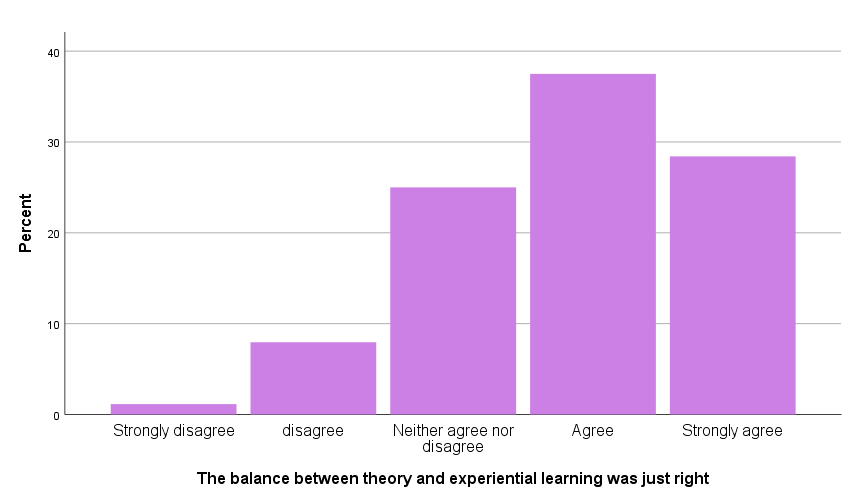 40
30
20
10
0
Percent
Strongly disagree
disagree
Neither agree nor
disagree
Agree
Strongly agree
The balance between theory and experiential learning was just right